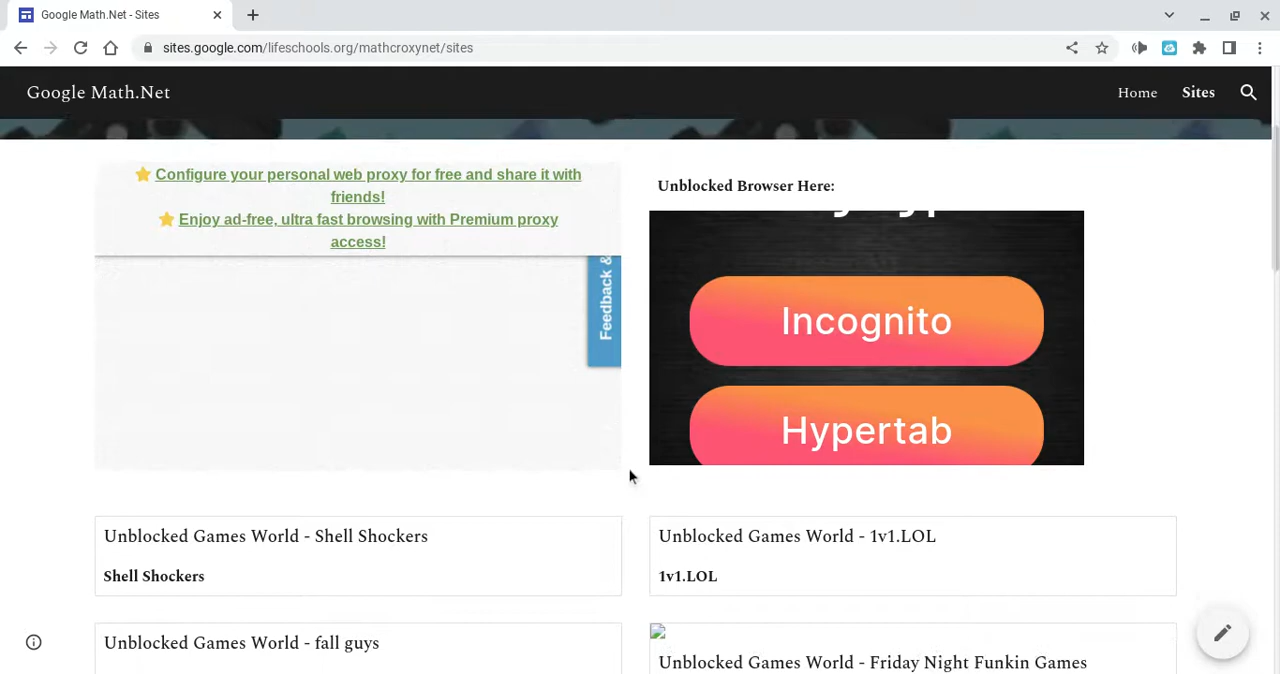 Google Math.Net - Sites
sites.google.com/lifeschools.org/mathcroxynet/sites
Google Math.Net
Home
Sites
Configure your personal web proxy for free and share it with
friends!
Enjoy ad-free, ultra fast browsing with Premium proxy
access!
Feedback &
Unblocked Browser Here:
Incognito
Hypertab
Unblocked Games World - Shell Shockers
Shell Shockers
Unblocked Games World - 1v1.LOL
1v1.LOL
Unblocked Games World - fall guys
Unblocked Games World - Friday Night Funkin Games